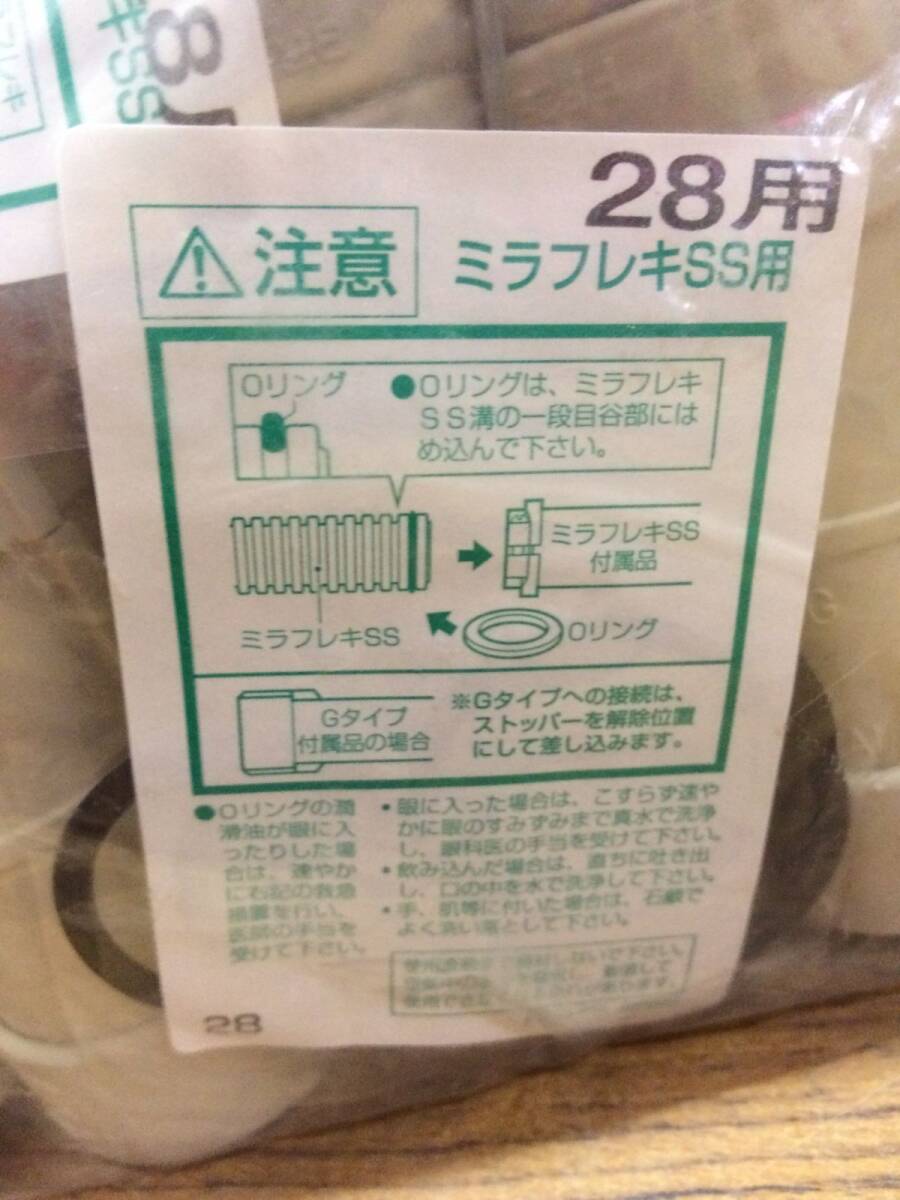 28用
注意
ミラフレキSS用
Oリング
●Oリングは、ミラフレキ
SS溝の一段目谷部には
め込んで下さい。
ミラフレキSS
付属品
ミラフレキSS
Oリング
Gタイプ
付属品の場合
※Gタイプへの接続は、
ストッパーを解除位置
にして差し込みます。
●Oリングの潤
滑油が眼に入
ったりした場
合は、速やか
に右記の救急
措置を行い、
医師の手当を
受けて下さい。
・眼に入った場合は、こすらず速や
かに眼のすみずみまで真水で洗浄
し、眼科医の手当を受けて下さい。
・飲み込んだ場合は、直ちに吐き出
し、口の中を水で洗浄して下さい。
・手、肌等に付いた場合は、石鹸で
よく洗い落として下さい。
28